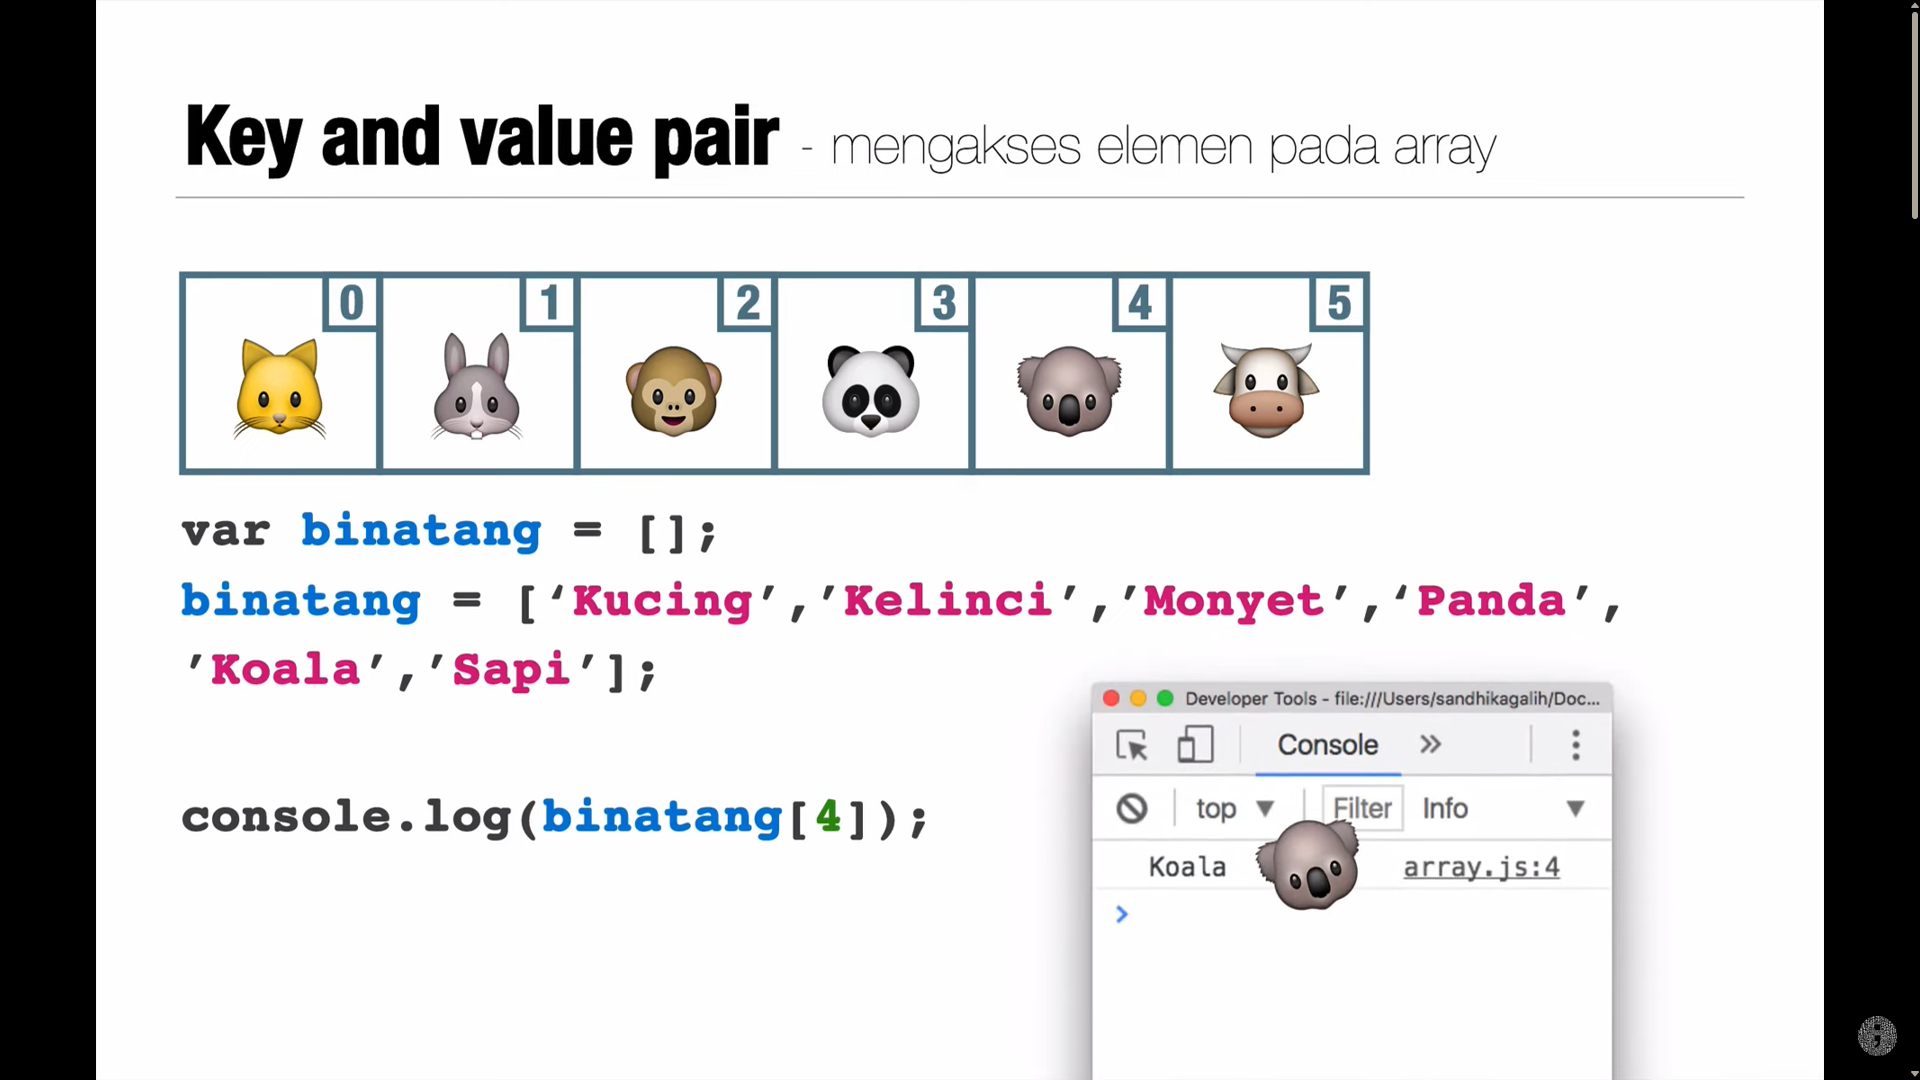 Key and value pair - mengakses elemen pada array
0 1 2 3 4 5
var binatang = [];
binatang = [‘Kucing’,’Kelinci’,’Monyet’,‘Panda’,
’Koala’,’Sapi’];
console.log(binatang[4]);
Developer Tools - file:///Users/sandhikagalih/Doc...
Console »
top ▼ Filter Info ▼
Koala array.js:4
>